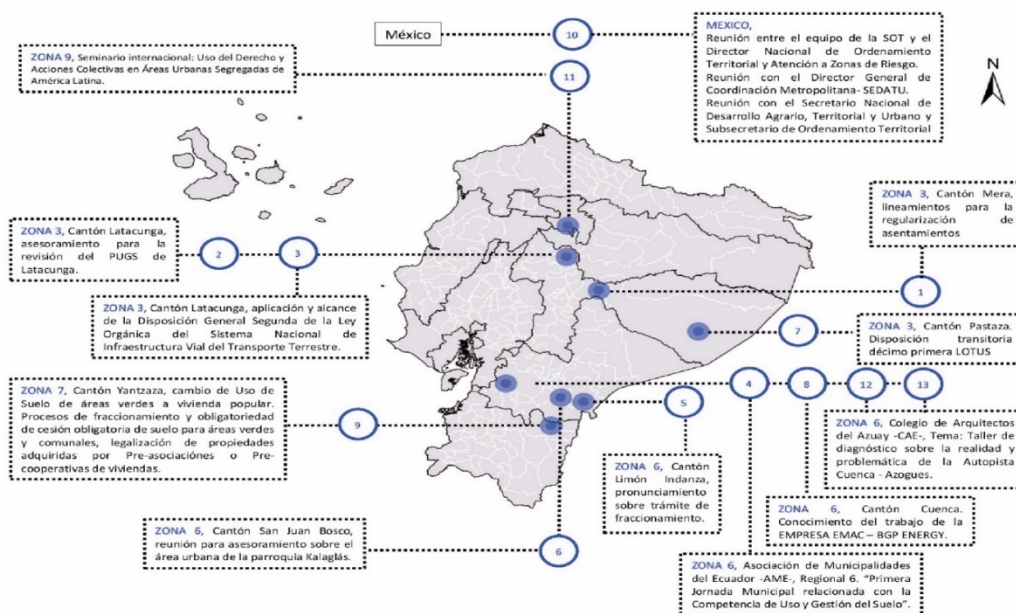 México
10
MEXICO,
Reunión entre el equipo de la SOT y el
Director Nacional de Ordenamiento
Territorial y Atención a Zonas de Riesgo.
Reunión con el Director General de
Coordinación Metropolitana- SEDATU.
Reunión con el Secretario Nacional de
Desarrollo Agrario, Territorial y Urbano y
Subsecretario de Ordenamiento Territorial
N
ZONA 9, Seminario internacional: Uso del Derecho y
Acciones Colectivas en Áreas Urbanas Segregadas de
América Latina.
11
ZONA 3, Cantón Mera,
lineamientos para la
regularización de
asentamientos
1
ZONA 3, Cantón Latacunga,
asesoramiento para la
revisión del PUGS de
Latacunga.
2
3
ZONA 3, Cantón Latacunga, aplicación y alcance
de la Disposición General Segunda de la Ley
Orgánica del Sistema Nacional de
Infraestructura Vial del Transporte Terrestre.
7
ZONA 3, Cantón Pastaza.
Disposición transitoria
décimo primera LOTUS
ZONA 7, Cantón Yantzaza, cambio de Uso de
Suelo de áreas verdes a vivienda popular.
Procesos de fraccionamiento y obligatoriedad
de cesión obligatoria de suelo para áreas verdes
y comunales, legalización de propiedades
adquiridas por Pre-asociaciónes o Pre-
cooperativas de viviendas.
9
5
4
8
12
13
ZONA 6, Cantón
Limón Indanza,
pronunciamiento
sobre trámite de
fraccionamiento.
ZONA 6, Colegio de Arquitectos
del Azuay -CAE-, Tema: Taller de
diagnóstico sobre la realidad y
problemática de la Autopista
Cuenca - Azogues.
ZONA 6, Cantón Cuenca.
Conocimiento del trabajo de la
EMPRESA EMAC – BGP ENERGY.
ZONA 6, Cantón San Juan Bosco,
reunión para asesoramiento sobre el
área urbana de la parroquia Kalaglás.
6
ZONA 6, Asociación de Municipalidades
del Ecuador -AME-, Regional 6. "Primera
Jornada Municipal relacionada con la
Competencia de Uso y Gestión del Suelo".